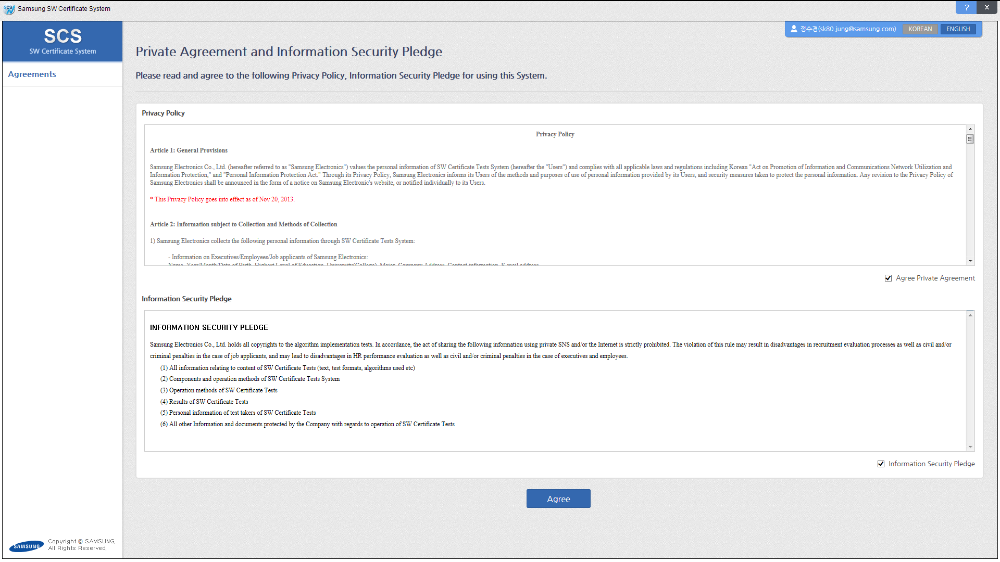 Samsung SW Certificate System
? X
SCS
SW Certificate System
정수경(sk80.jung@samsung.com) KOREAN ENGLISH
Agreements
Private Agreement and Information Security Pledge
Please read and agree to the following Privacy Policy, Information Security Pledge for using this System.
Privacy Policy
Privacy Policy
Article 1: General Provisions
Samsung Electronics Co., Ltd. (hereafter referred to as "Samsung Electronics") values the personal information of SW Certificate Tests System (hereafter the "Users") and complies with all applicable laws and regulations including Korean "Act on Promotion of Information and Communications Network Utilization and
Information Protection," and "Personal Information Protection Act." Through its Privacy Policy, Samsung Electronics informs its Users of the methods and purposes of use of personal information provided by its Users, and security measures taken to protect the personal information. Any revision to the Privacy Policy of
Samsung Electronics shall be announced in the form of a notice on Samsung Electronic's website, or notified individually to its Users.
* This Privacy Policy goes into effect as of Nov 20, 2013.
Article 2: Information subject to Collection and Methods of Collection
1) Samsung Electronics collects the following personal information through SW Certificate Tests System:
- Information on Executives/Employees/Job applicants of Samsung Electronics:
Name, Year/Month/Date of Birth, Highest Level of Education, University(College), Major, Company, Address, Contact information, E-mail address
Agree Private Agreement
Information Security Pledge
INFORMATION SECURITY PLEDGE
Samsung Electronics Co., Ltd. holds all copyrights to the algorithm implementation tests. In accordance, the act of sharing the following information using private SNS and/or the Internet is strictly prohibited. The violation of this rule may result in disadvantages in recruitment evaluation processes as well as civil and/or
criminal penalties in the case of job applicants, and may lead to disadvantages in HR performance evaluation as well as civil and/or criminal penalties in the case of executives and employees.
(1) All information relating to content of SW Certificate Tests (text, test formats, algorithms used etc)
(2) Components and operation methods of SW Certificate Tests System
(3) Operation methods of SW Certificate Tests
(4) Results of SW Certificate Tests
(5) Personal information of test takers of SW Certificate Tests
(6) All other Information and documents protected by the Company with regards to operation of SW Certificate Tests
Information Security Pledge
Agree
SAMSUNG
Copyright © SAMSUNG,
All Rights Reserved,